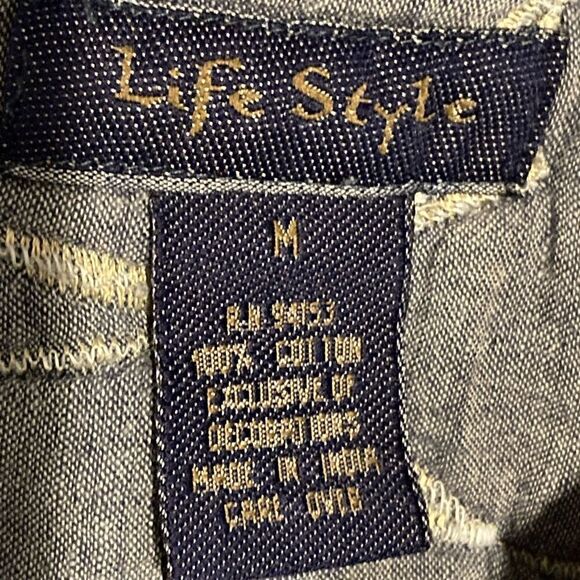 Life Style
M
R.N. 94153
100% COTTON
EXCLUSIVE OF
DECORATIONS
MADE IN INDIA
CARE OVER